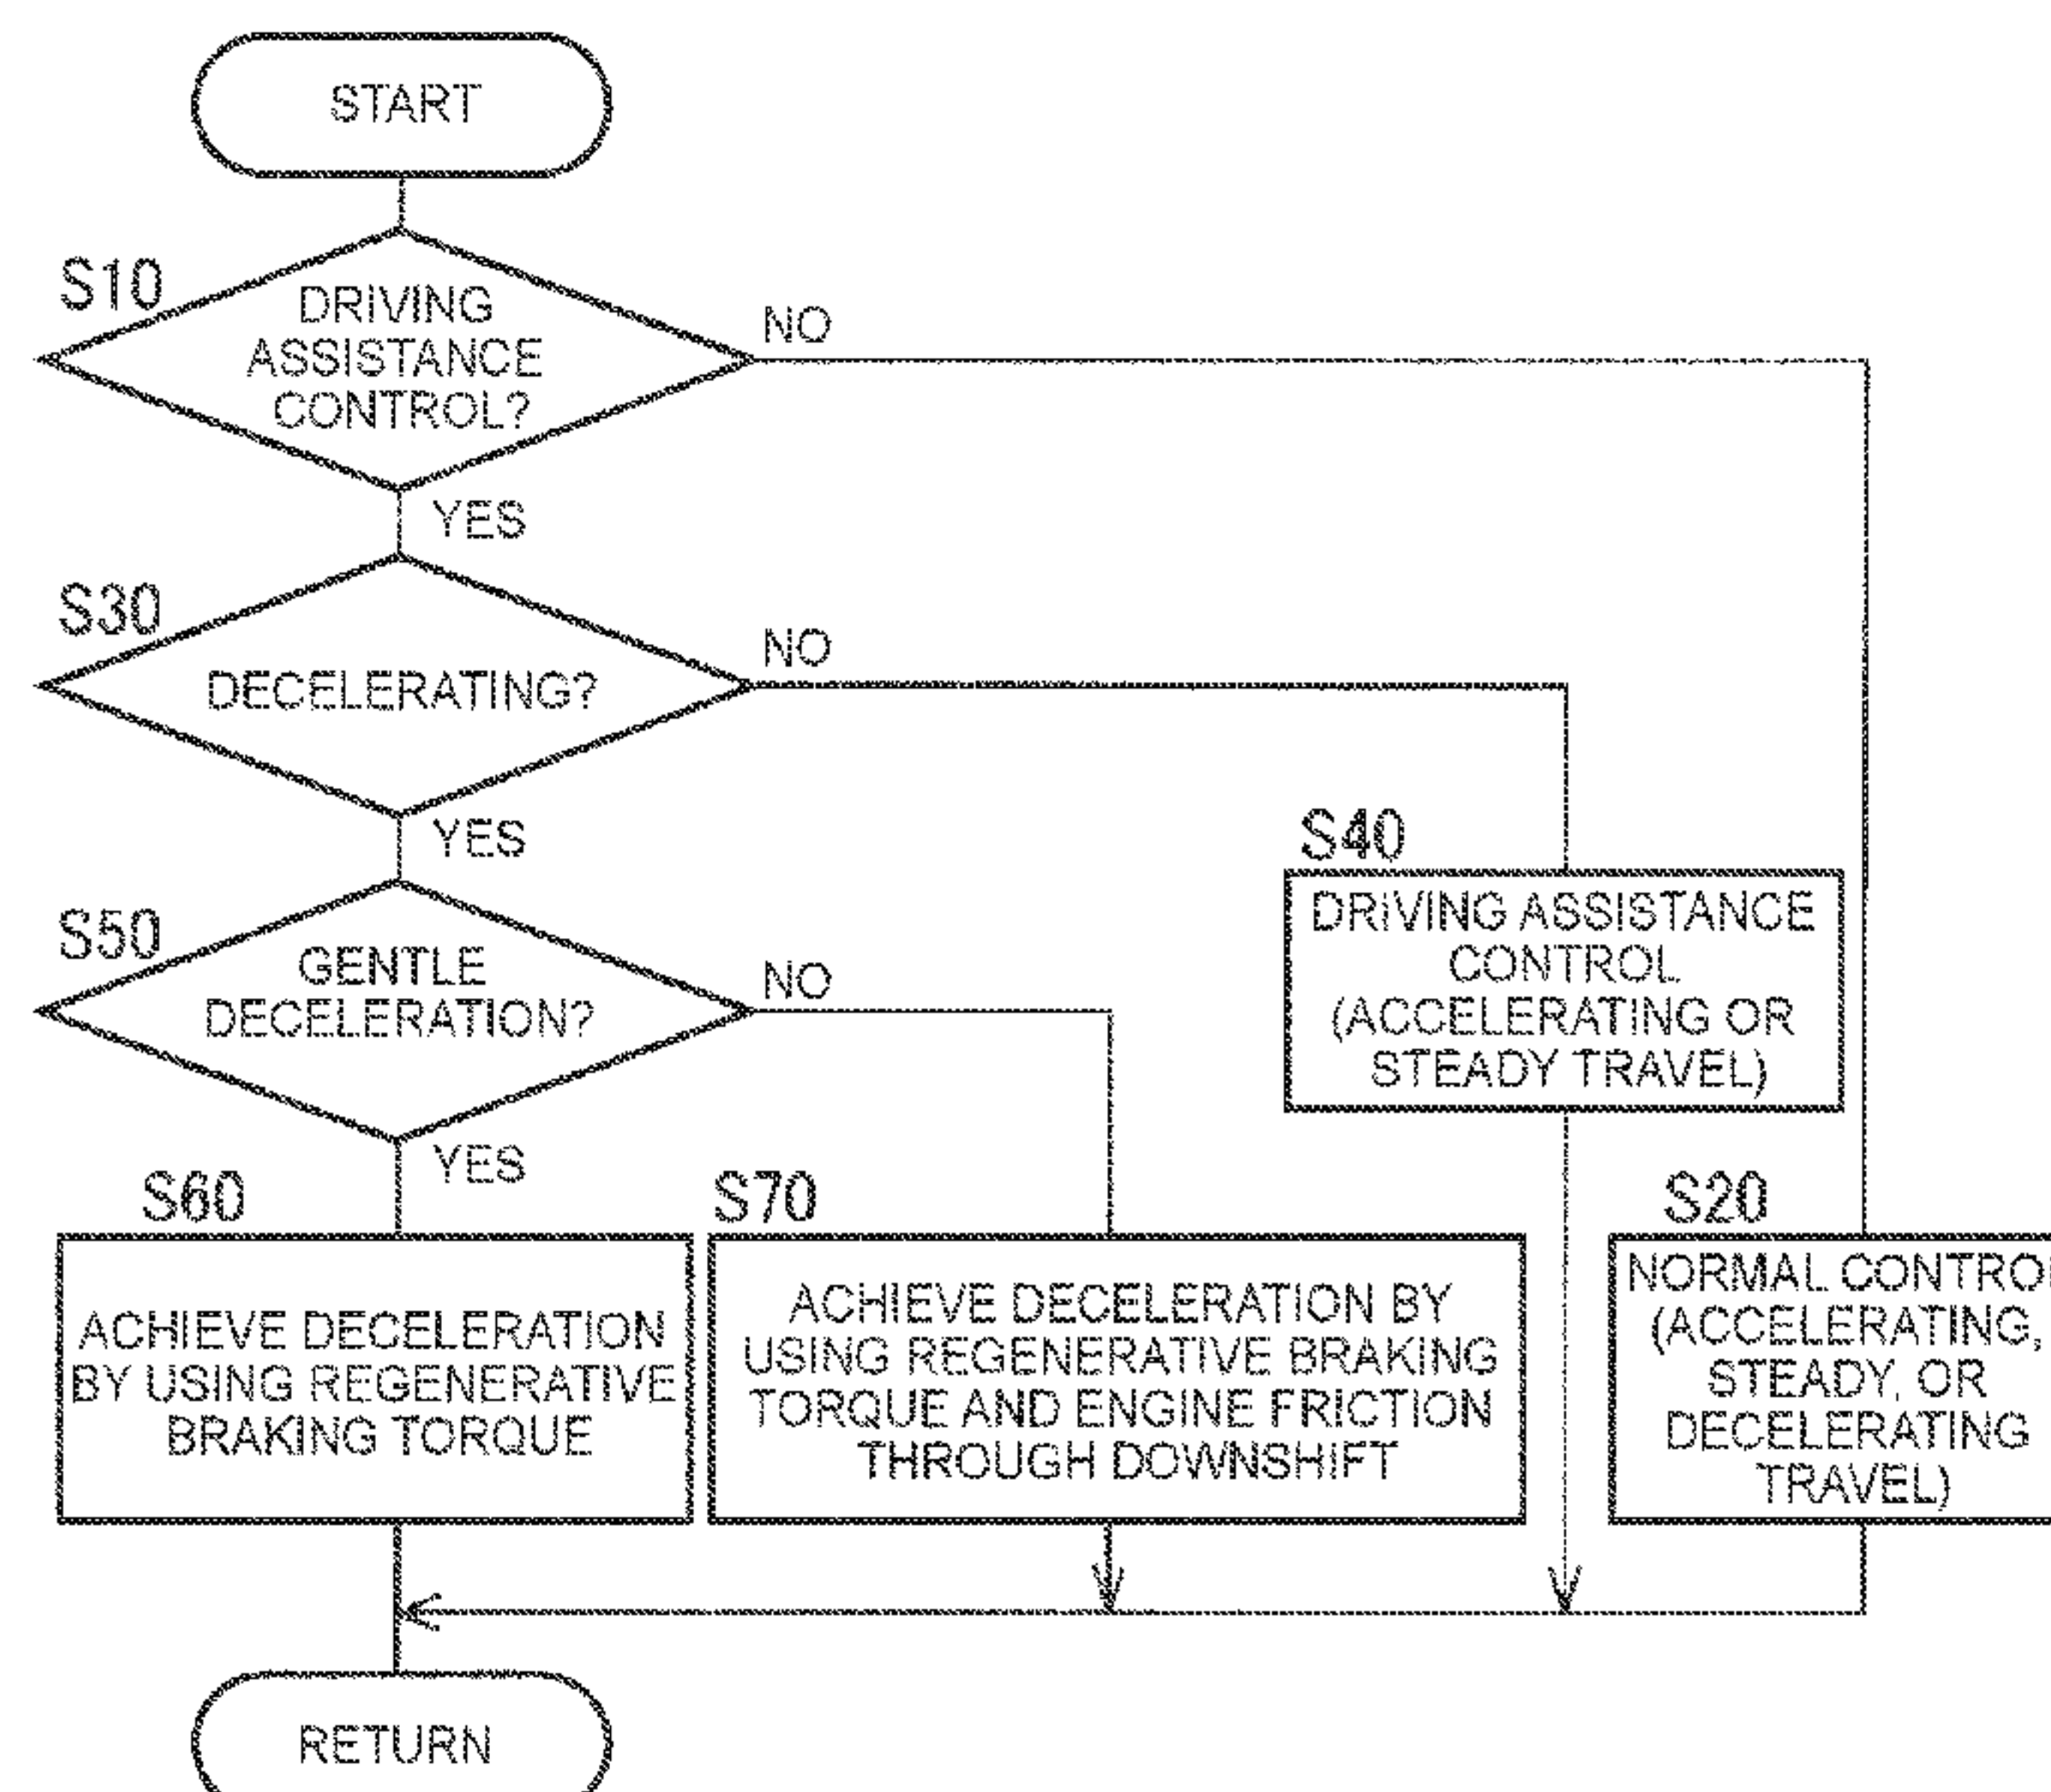 START
S10
DRIVING
ASSISTANCE
CONTROL?
NO
YES
S30
DECELERATING?
NO
YES
S40
DRIVING ASSISTANCE
CONTROL
(ACCELERATING OR
STEADY TRAVEL)
S50
GENTLE
DECELERATION?
NO
YES
S60
ACHIEVE DECELERATION
BY USING REGENERATIVE
BRAKING TORQUE
S70
ACHIEVE DECELERATION BY
USING REGENERATIVE BRAKING
TORQUE AND ENGINE FRICTION
THROUGH DOWNSHIFT
S20
NORMAL CONTROL
(ACCELERATING,
STEADY, OR
DECELERATING
TRAVEL)
RETURN